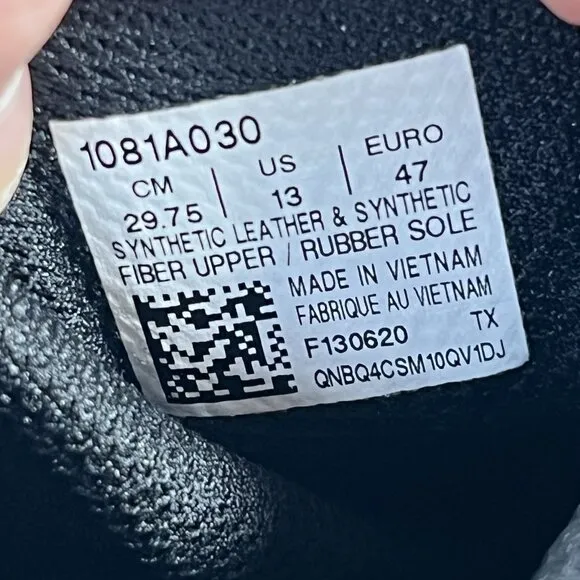 1081A030
CM | US | EURO
29.75 | 13 | 47
SYNTHETIC LEATHER & SYNTHETIC
FIBER UPPER / RUBBER SOLE
MADE IN VIETNAM
FABRIQUE AU VIETNAM
F130620 TX
QNBQ4CSM10QV1DJ